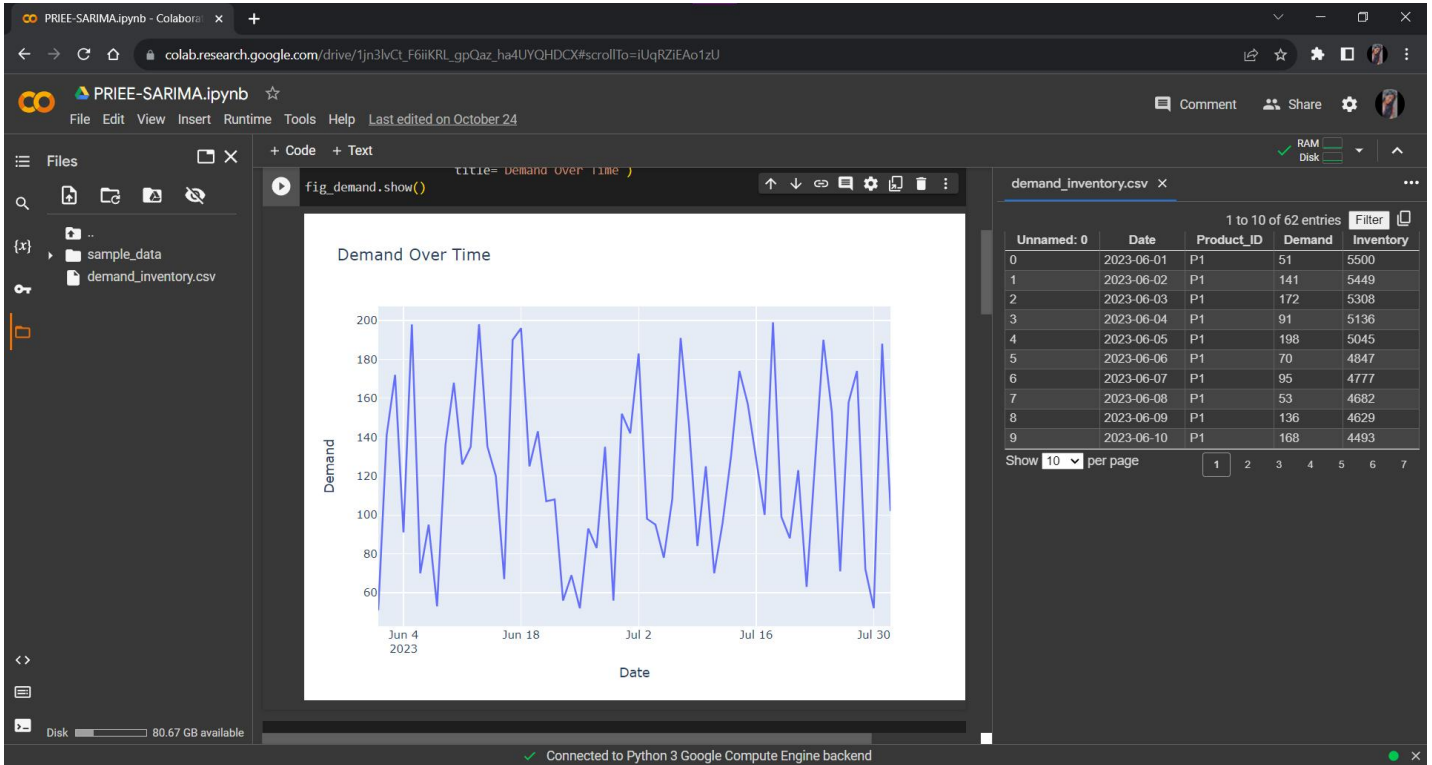 PRIEE-SARIMA.ipynb - Colabora
colab.research.google.com/drive/1jn3lvCt_F6iiKRL_gpQaz_ha4UYQHDCX#scrollTo=iUqRZiEAo1zU
PRIEE-SARIMA.ipynb
File Edit View Insert Runtime Tools Help Last edited on October 24
Comment Share
Files
+ Code + Text
RAM
Disk
{x}
..
sample_data
demand_inventory.csv
Disk 80.67 GB available
title='Demand Over Time')
fig_demand.show()
Demand Over Time
Demand
200
180
160
140
120
100
80
60
Jun 4 Jun 18 Jul 2 Jul 16 Jul 30
2023
Date
demand_inventory.csv
1 to 10 of 62 entries Filter
Unnamed: 0 Date Product_ID Demand Inventory
0 2023-06-01 P1 51 5500
1 2023-06-02 P1 141 5449
2 2023-06-03 P1 172 5308
3 2023-06-04 P1 91 5136
4 2023-06-05 P1 198 5045
5 2023-06-06 P1 70 4847
6 2023-06-07 P1 95 4777
7 2023-06-08 P1 53 4682
8 2023-06-09 P1 136 4629
9 2023-06-10 P1 168 4493
Show 10 per page 1 2 3 4 5 6 7
Connected to Python 3 Google Compute Engine backend